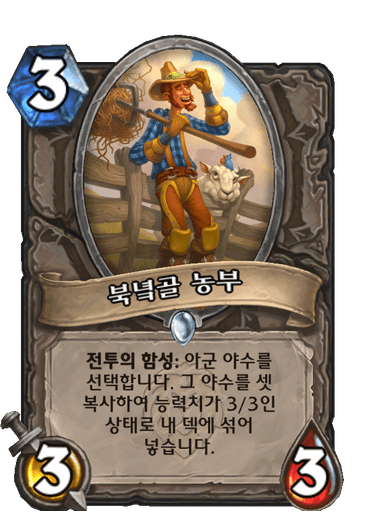 3
북녘골 농부
전투의 함성: 아군 야수를
선택합니다. 그 야수를 셋
복사하여 능력치가 3/3인
상태로 내 덱에 섞어
넣습니다.
3
3